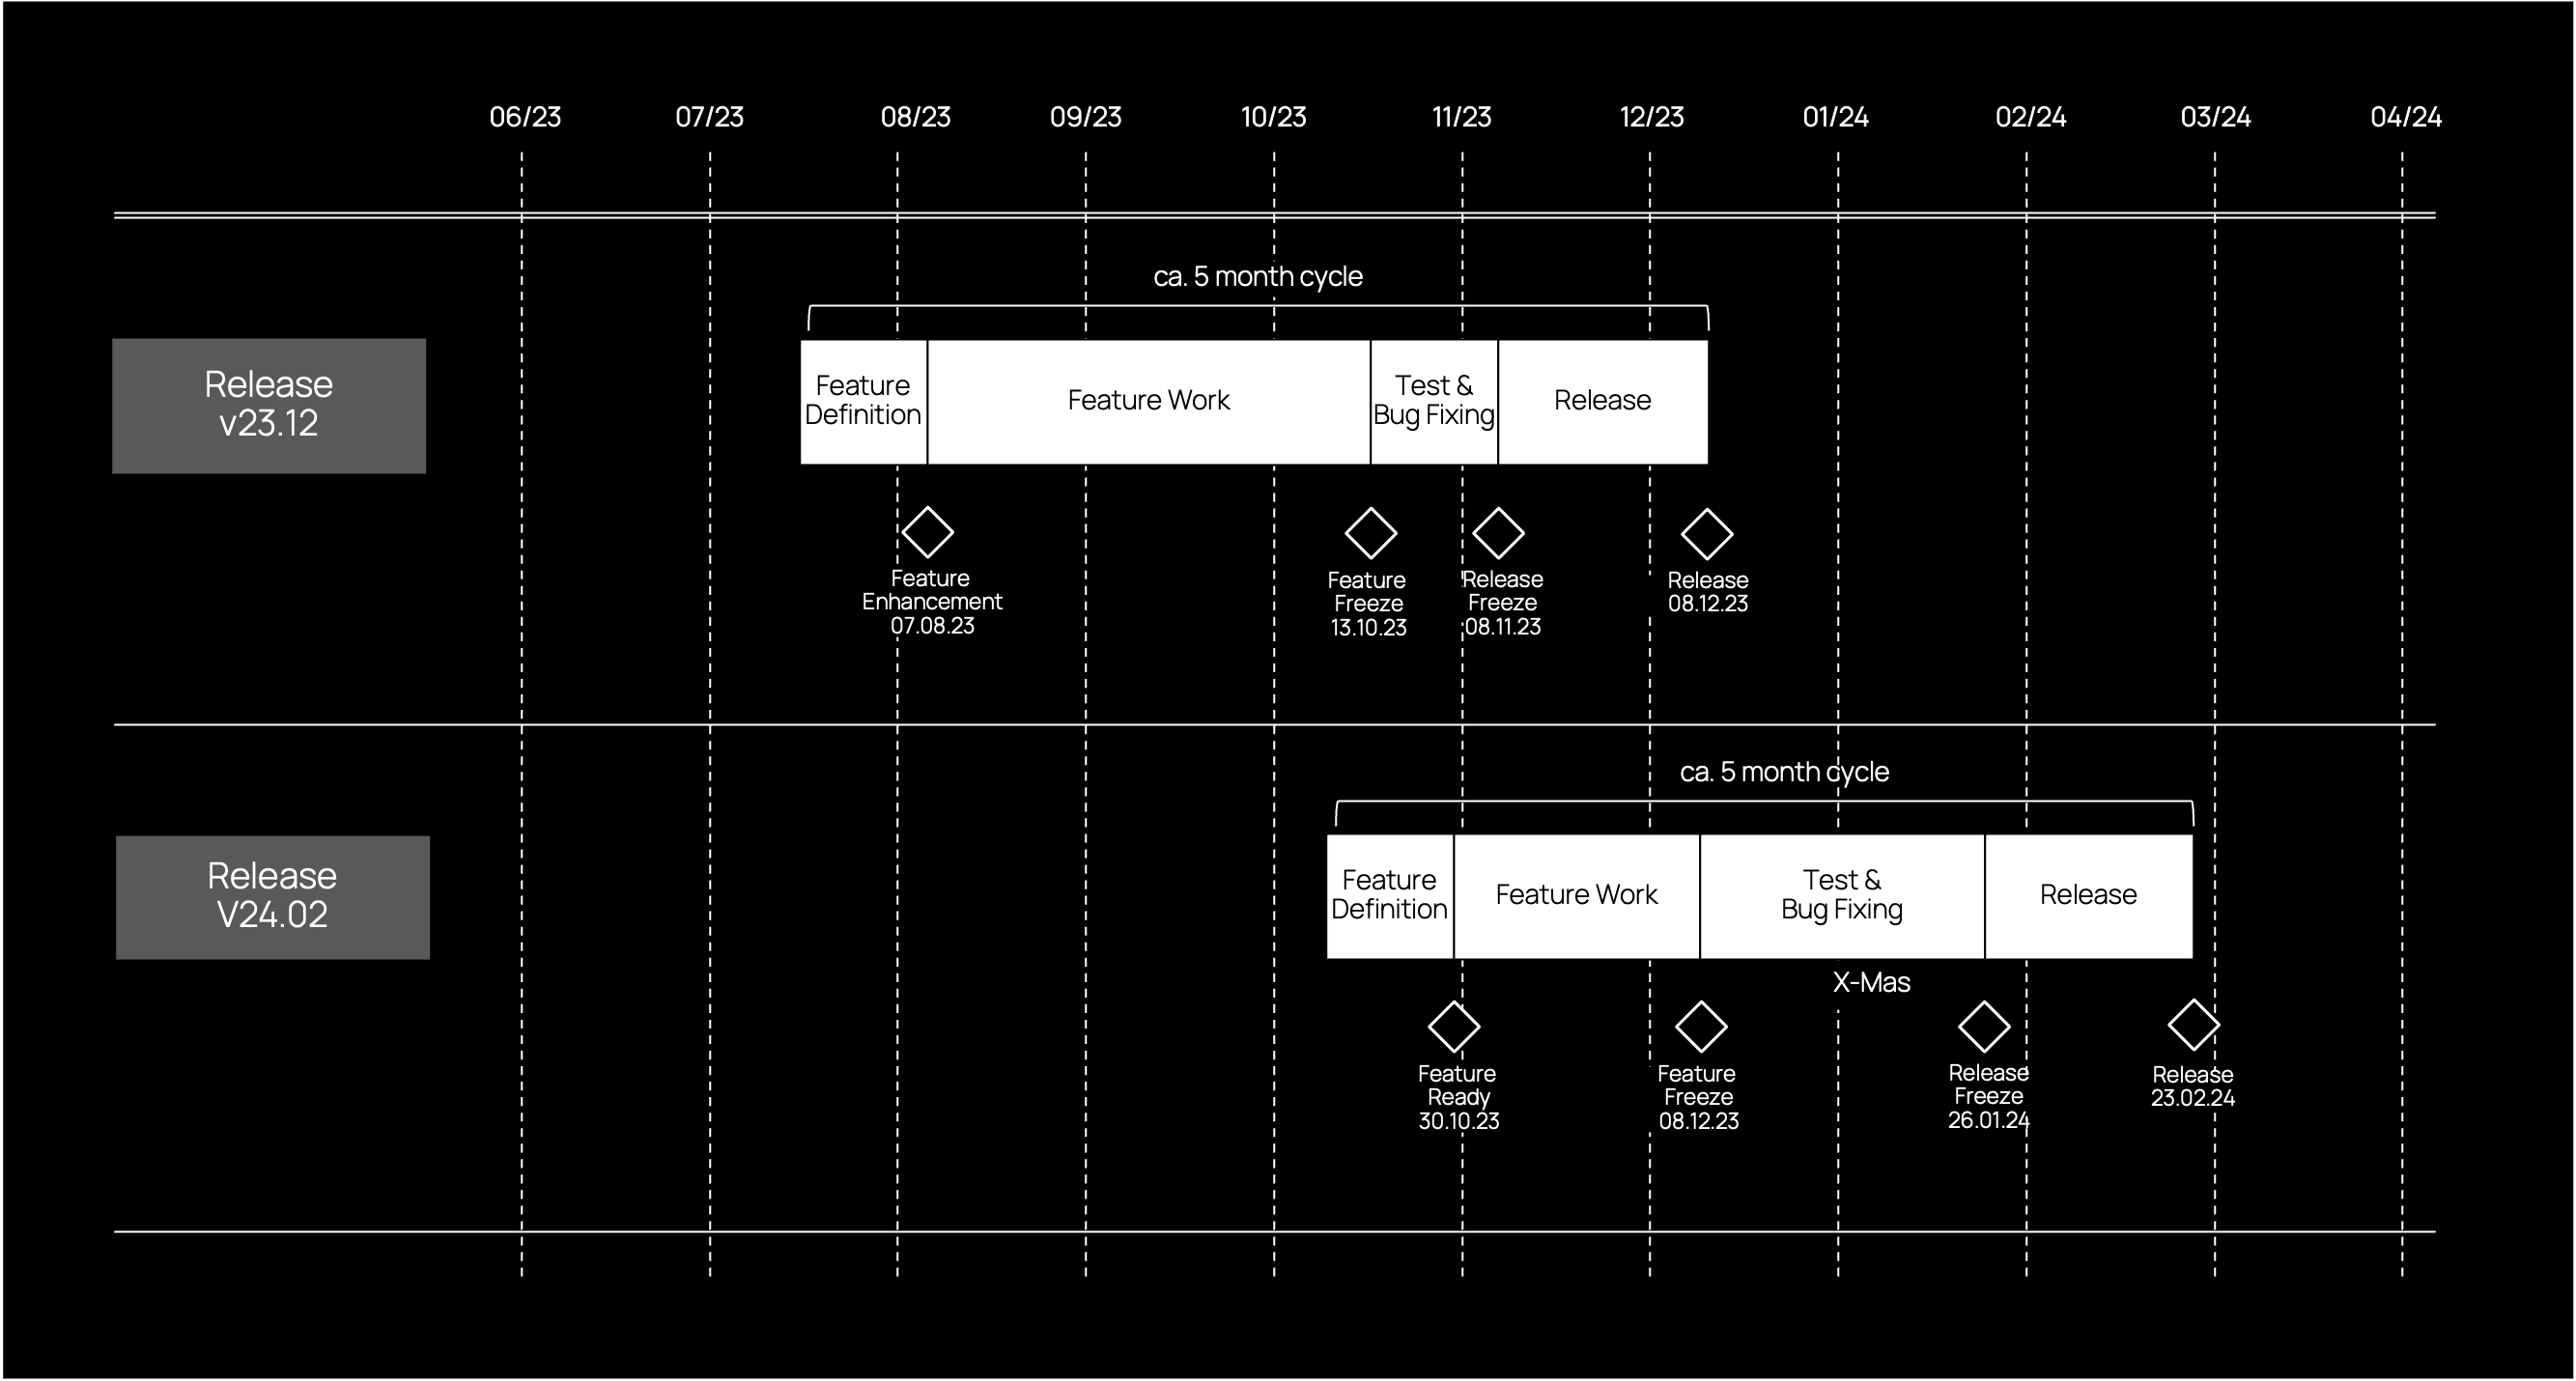 06/23 07/23 08/23 09/23 10/23 11/23 12/23 01/24 02/24 03/24 04/24
ca. 5 month cycle
Release
v23.12
Feature
Definition
Feature Work
Test &
Bug Fixing
Release
Feature
Enhancement
07.08.23
Feature
Freeze
13.10.23
Release
Freeze
08.11.23
Release
08.12.23
ca. 5 month cycle
Release
V24.02
Feature
Definition
Feature Work
Test &
Bug Fixing
Release
X-Mas
Feature
Ready
30.10.23
Feature
Freeze
08.12.23
Release
Freeze
26.01.24
Release
23.02.24